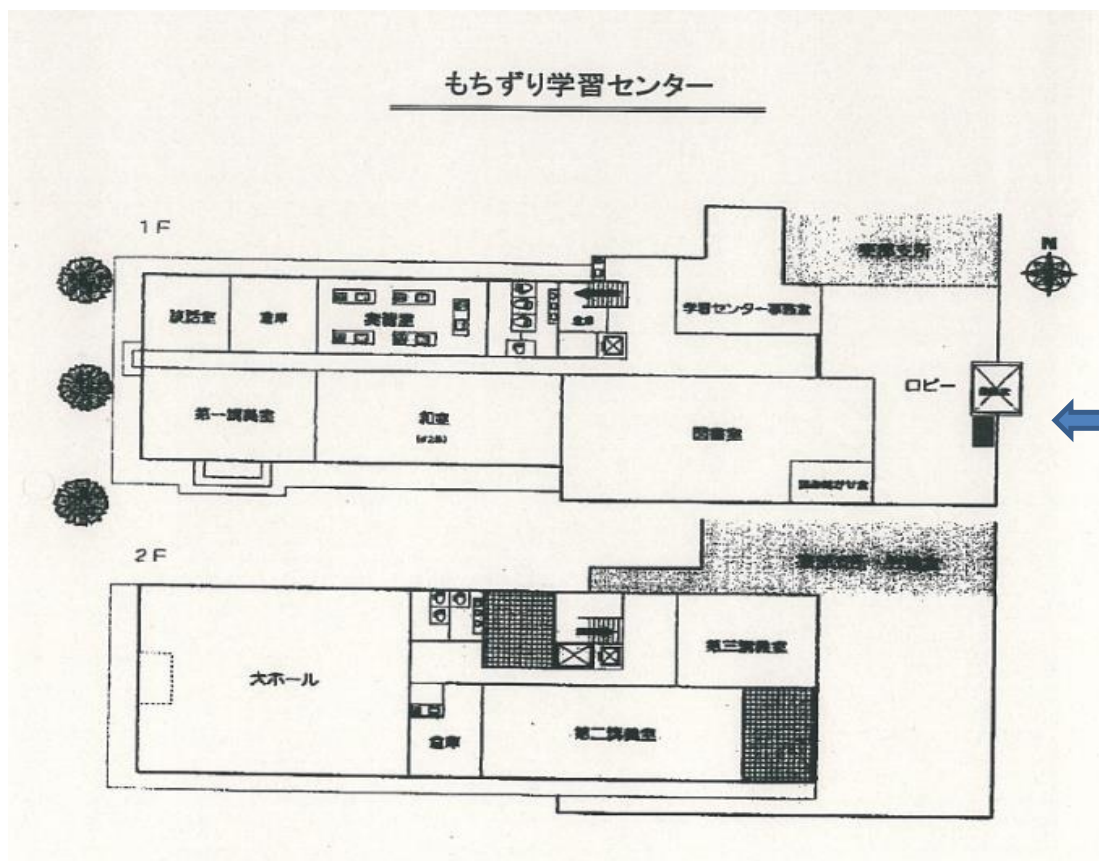 もちずり学習センター
1F
N
談話室
倉庫
実習室
倉庫
学習センター事務室
ロビー
第一講義室
和室
図書室
2F
大ホール
倉庫
第二講義室
第三講義室